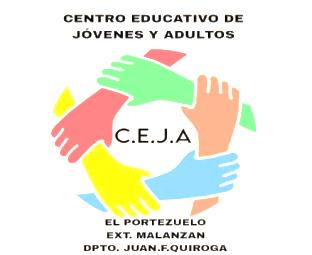 CENTRO EDUCATIVO DE
JÓVENES Y ADULTOS
C.E.J.A
EL PORTEZUELO
EXT. MALANZAN
DPTO. JUAN.F.QUIROGA